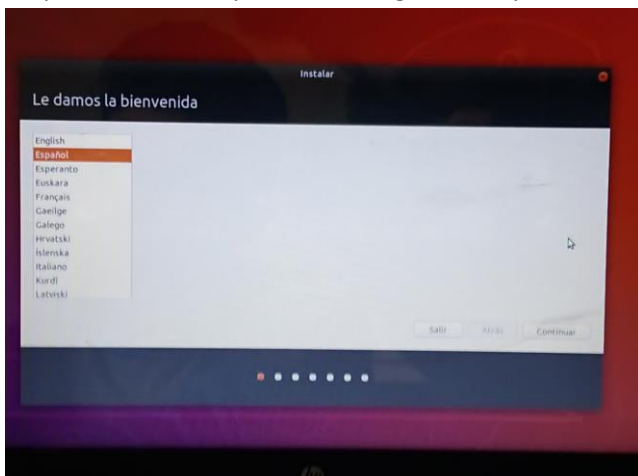 Instalar
Le damos la bienvenida
English
Español
Esperanto
Euskara
Français
Gaeilge
Galego
Hrvatski
Íslenska
Italiano
Kurdî
Latviski
Salir
Atrás
Continuar
hp